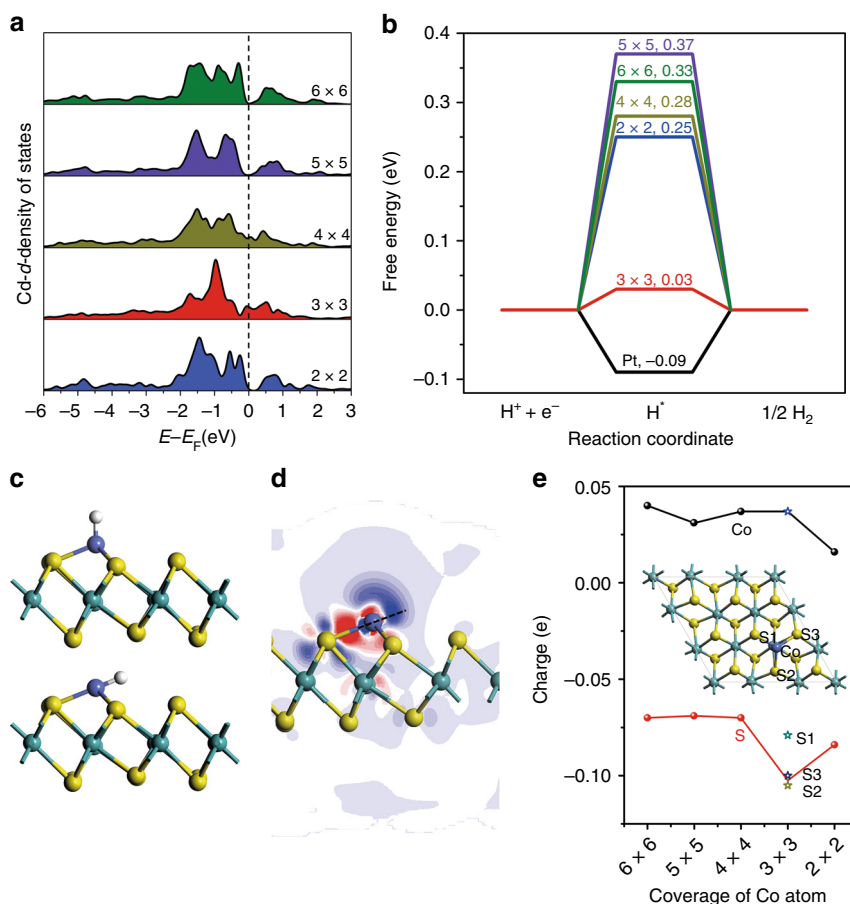 a
Cd-d-density of states
6 × 6
5 × 5
4 × 4
3 × 3
2 × 2
−6 −5 −4 −3 −2 −1 0 1 2 3
E–E_F(eV)
b
Free energy (eV)
0.4
0.3
0.2
0.1
0.0
−0.1
5 × 5, 0.37
6 × 6, 0.33
4 × 4, 0.28
2 × 2, 0.25
3 × 3, 0.03
Pt, −0.09
H⁺ + e⁻ H* 1/2 H₂
Reaction coordinate
c
d
e
Charge (e)
0.05
0.00
−0.05
−0.10
Co
S1
S3
Co
S2
S
S1
S3
S2
6 × 6 5 × 5 4 × 4 3 × 3 2 × 2
Coverage of Co atom